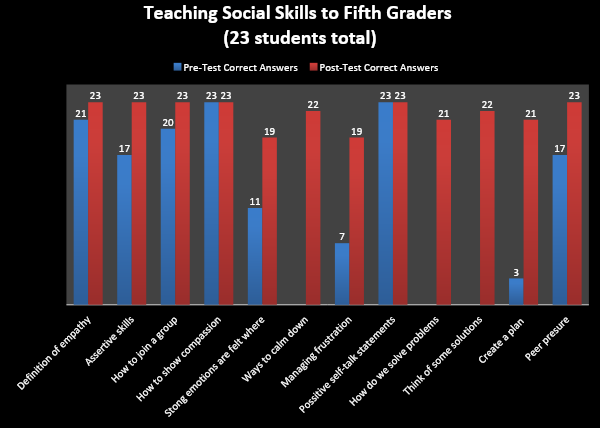 Teaching Social Skills to Fifth Graders
(23 students total)
Pre-Test Correct Answers Post-Test Correct Answers
21 23 17 23 20 23 23 23 11 19 22 7 19 23 23 21 22 3 21 17 23
Definition of empathy
Assertive skills
How to join a group
How to show compassion
Stong emotions are felt where
Ways to calm down
Managing frustration
Possitive self-talk statements
How do we solve problems
Think of some solutions
Create a plan
Peer presure